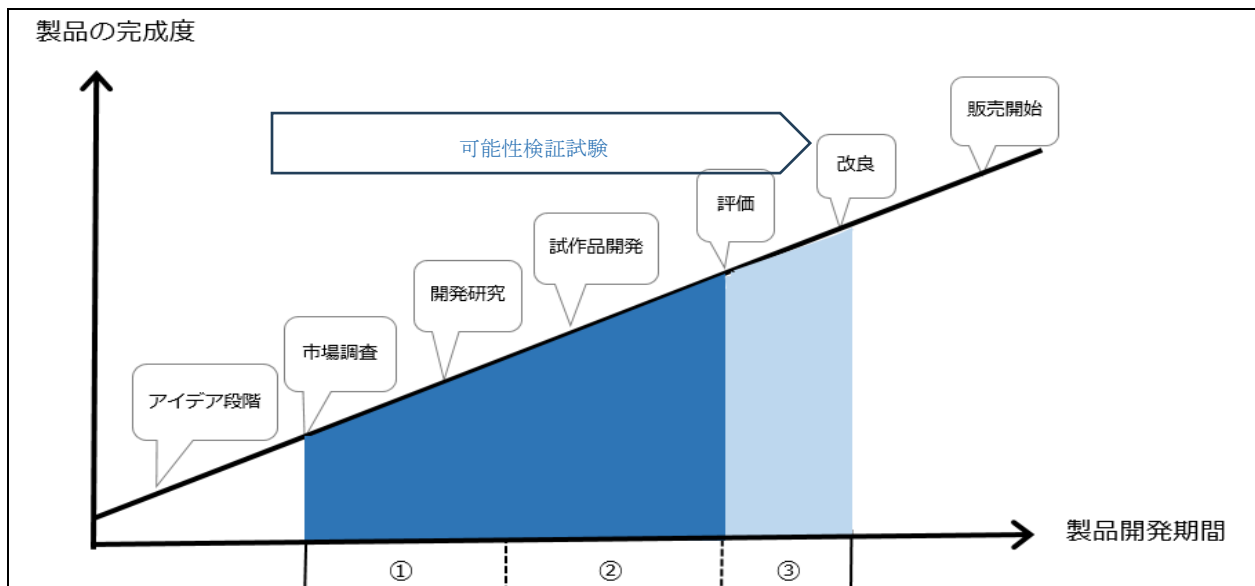 製品の完成度
販売開始
可能性検証試験
改良
評価
試作品開発
開発研究
市場調査
アイデア段階
製品開発期間
①
②
③